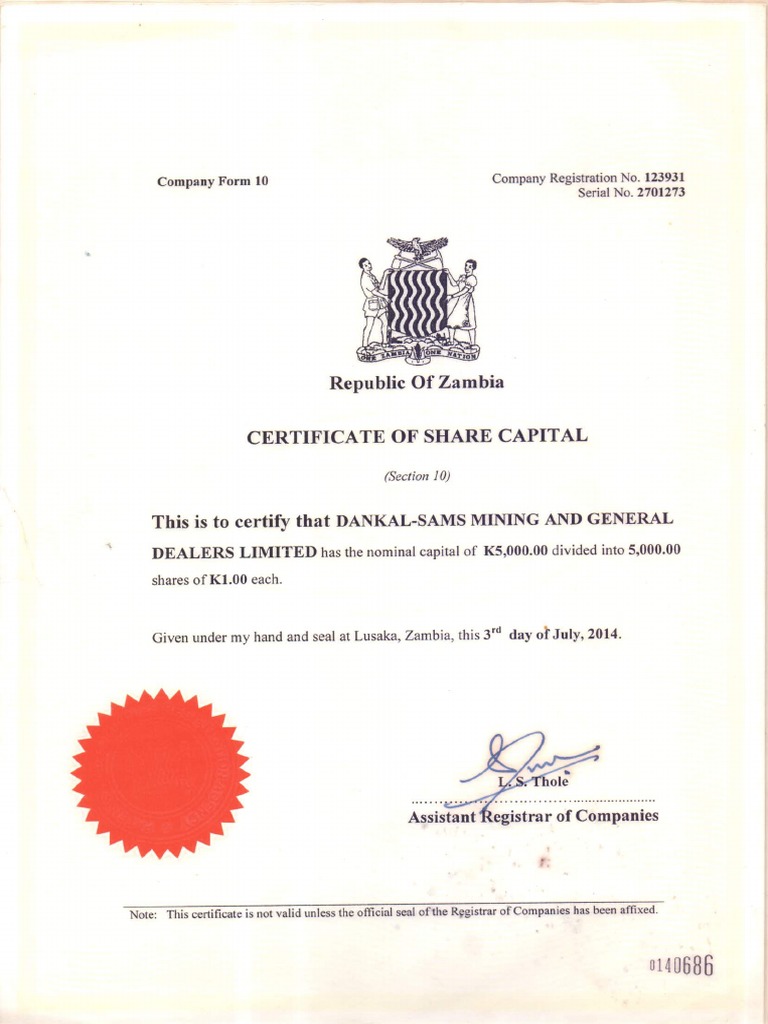 Company Form 10
Company Registration No. 123931
Serial No. 2701273
ONE ZAMBIA ONE NATION
Republic Of Zambia
CERTIFICATE OF SHARE CAPITAL
(Section 10)
This is to certify that DANKAL-SAMS MINING AND GENERAL
DEALERS LIMITED has the nominal capital of K5,000.00 divided into 5,000.00
shares of K1.00 each.
Given under my hand and seal at Lusaka, Zambia, this 3rd day of July, 2014.
L. S. Thole
Assistant Registrar of Companies
Note: This certificate is not valid unless the official seal of the Registrar of Companies has been affixed.
0140686